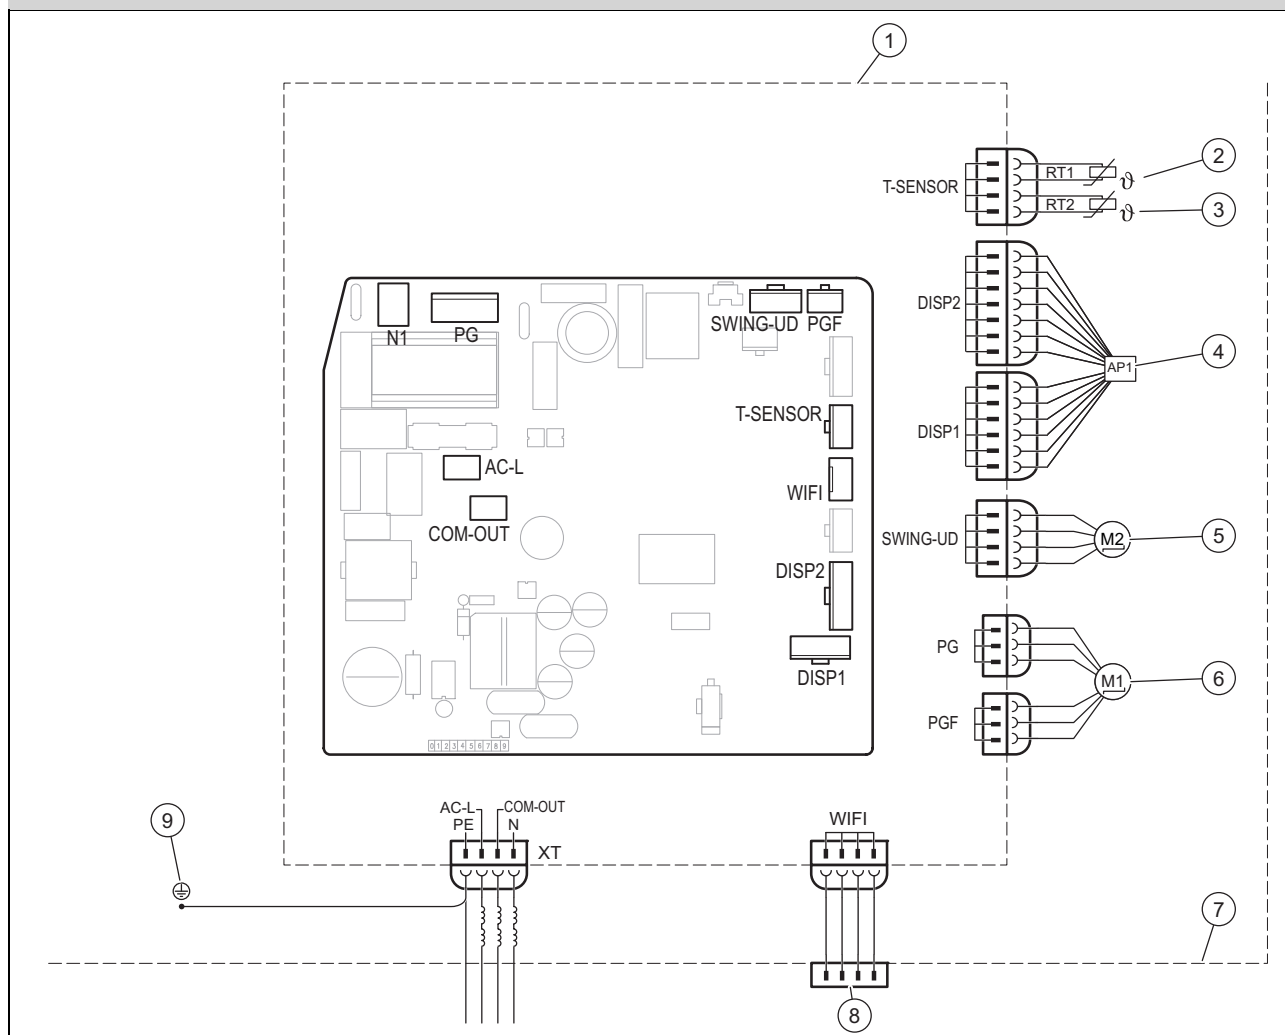 1
2
T-SENSOR
RT1
ϑ
RT2
ϑ
3
DISP2
4
AP1
DISP1
SWING-UD
M2
5
PG
M1
6
PGF
N1
PG
SWING-UD
PGF
T-SENSOR
AC-L
WIFI
COM-OUT
DISP2
DISP1
0 1 2 3 4 5 6 7 8 9
AC-L
COM-OUT
PE
N
XT
WIFI
9
7
8